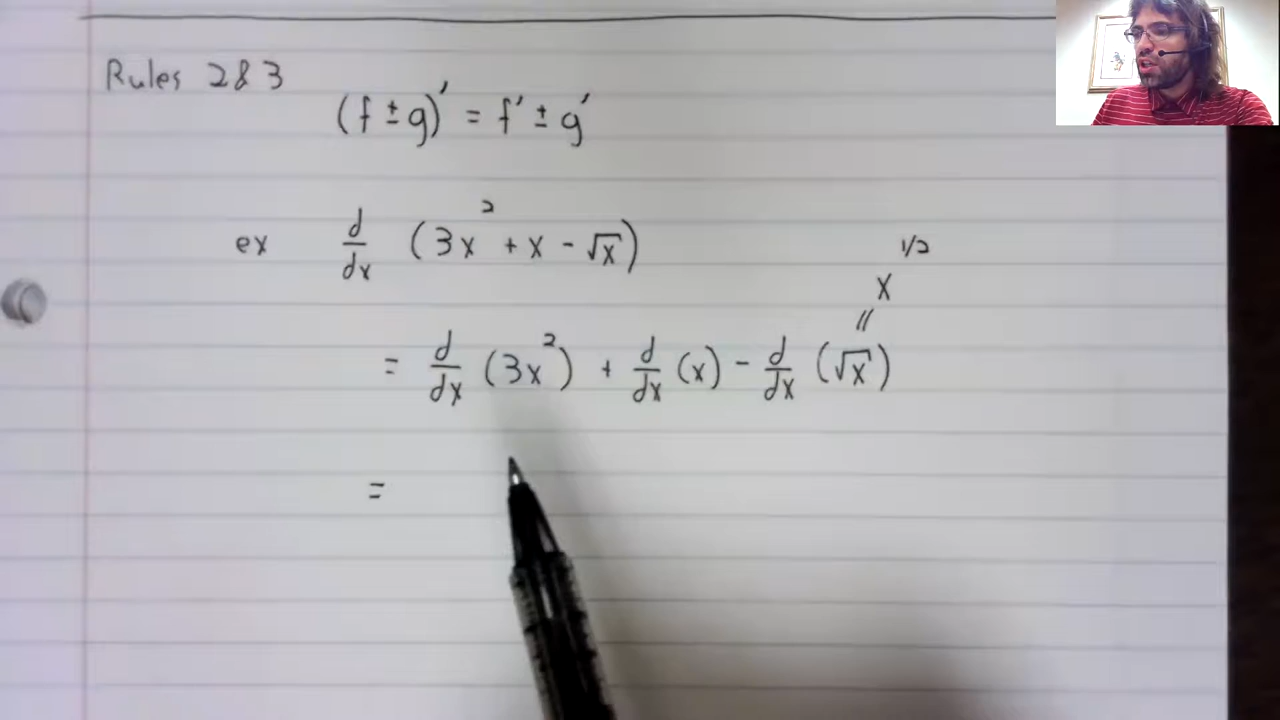 Rules 2&3
(f ± g)' = f' ± g'
ex d/dx (3x² + x - √x)
x^1/2
=
= d/dx (3x²) + d/dx (x) - d/dx (√x)
=